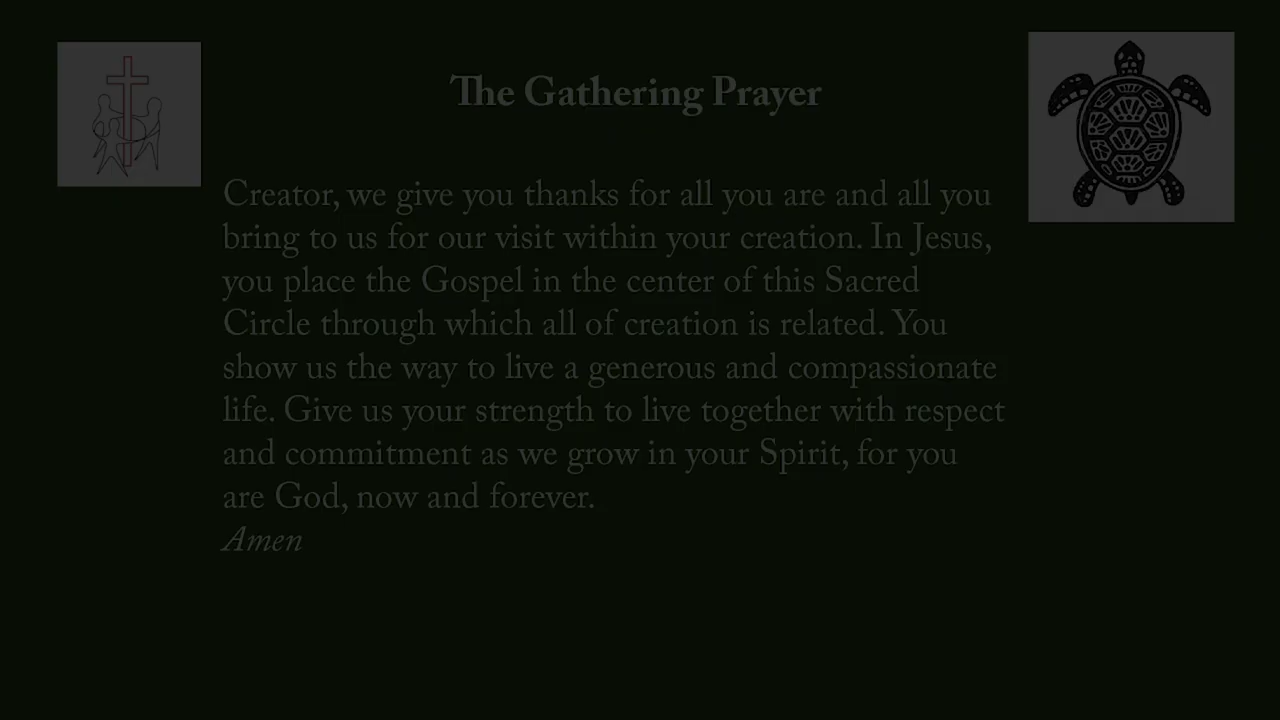 The Gathering Prayer
Creator, we give you thanks for all you are and all you
bring to us for our visit within your creation. In Jesus,
you place the Gospel in the center of this Sacred
Circle through which all of creation is related. You
show us the way to live a generous and compassionate
life. Give us your strength to live together with respect
and commitment as we grow in your Spirit, for you
are God, now and forever.
Amen